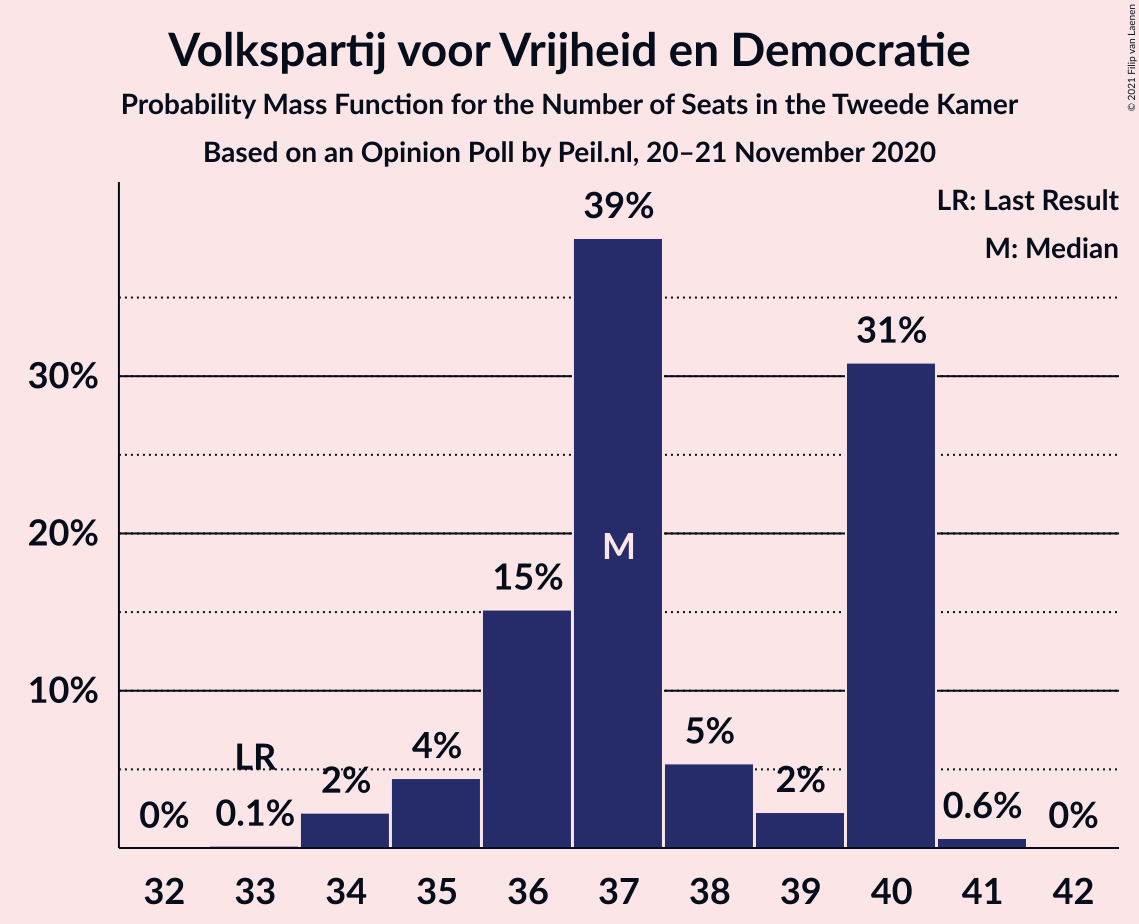 Volkspartij voor Vrijheid en Democratie
Probability Mass Function for the Number of Seats in the Tweede Kamer
Based on an Opinion Poll by Peil.nl, 20–21 November 2020
© 2021 Filip van Laenen
LR: Last Result
M: Median
39%
31%
30%
20%
M
15%
10%
5%
4%
LR
2%
2%
0%
0.1%
0.6%
0%
32 33 34 35 36 37 38 39 40 41 42